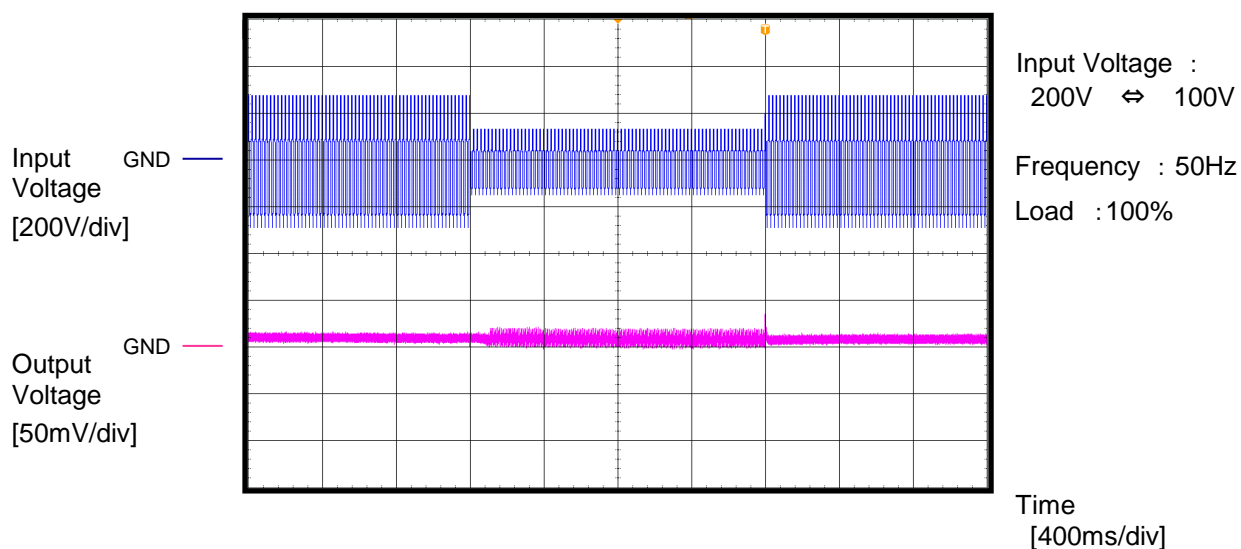 T
Input Voltage :
200V ⇔ 100V
Input
Voltage
[200V/div]
GND
Frequency : 50Hz
Load :100%
GND
Output
Voltage
[50mV/div]
Time
[400ms/div]